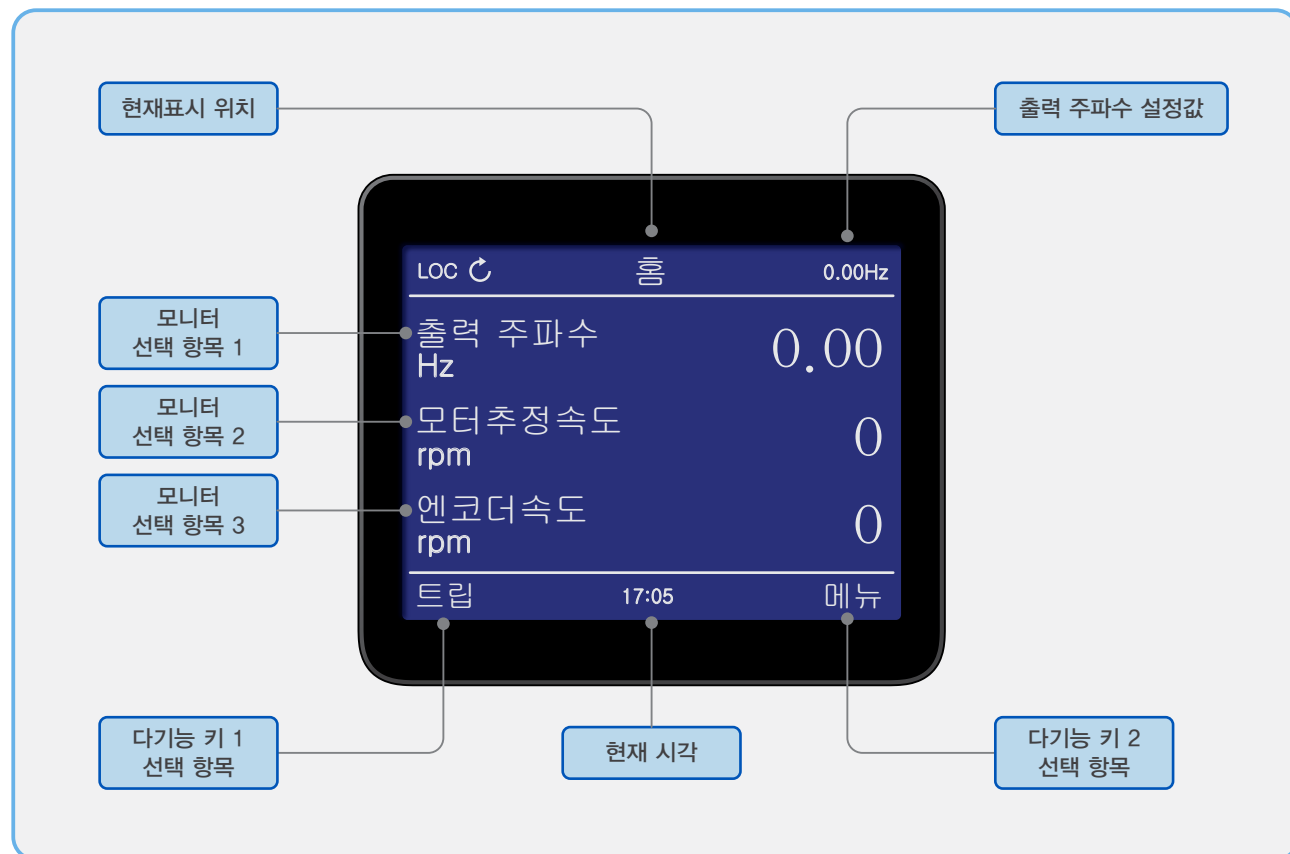 현재표시 위치
출력 주파수 설정값
LOC
홈
0.00Hz
모니터
선택 항목 1
출력 주파수
Hz
0.00
모니터
선택 항목 2
모터추정속도
rpm
0
모니터
선택 항목 3
엔코더속도
rpm
0
트립
17:05
메뉴
다기능 키 1
선택 항목
현재 시각
다기능 키 2
선택 항목